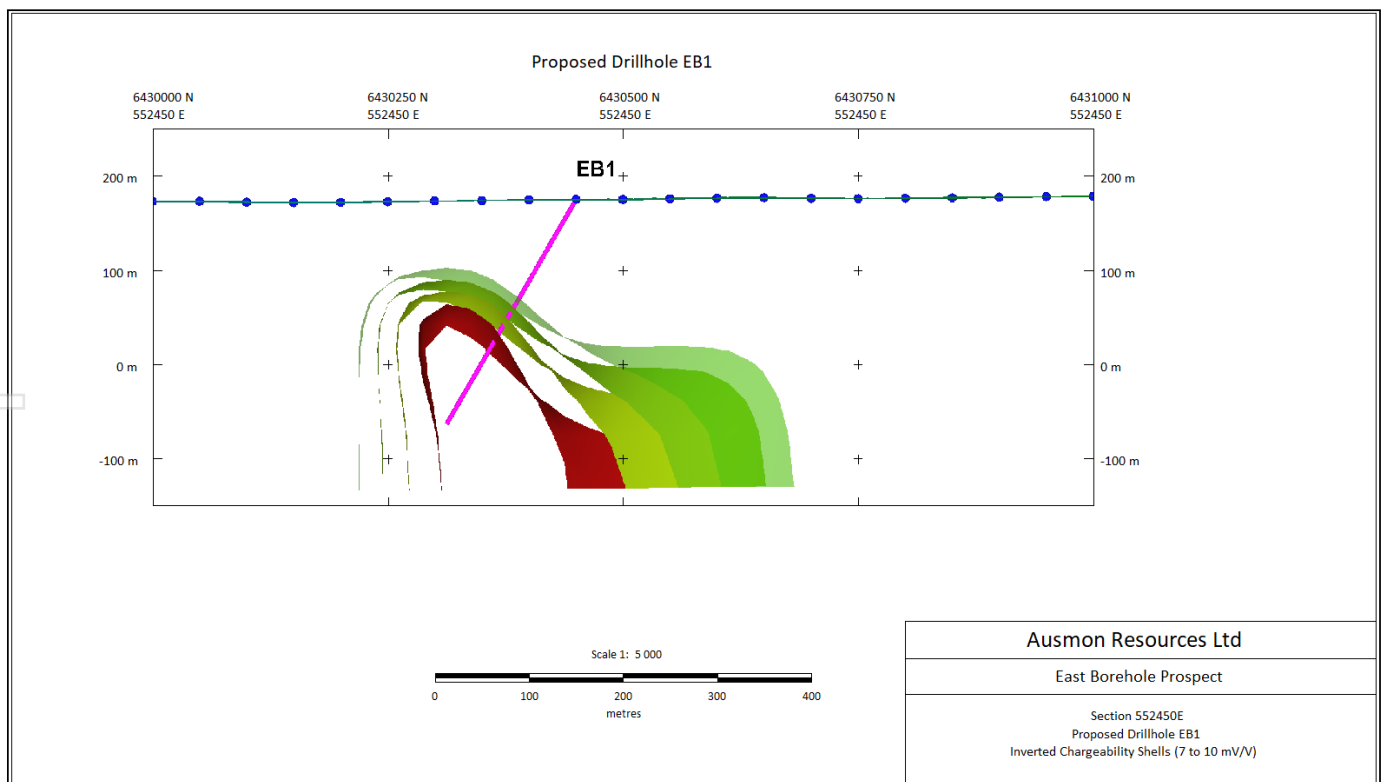 Proposed Drillhole EB1
6430000 N 6430250 N 6430500 N 6430750 N 6431000 N
552450 E 552450 E 552450 E 552450 E 552450 E
EB1
200 m 200 m
100 m 100 m
0 m 0 m
-100 m -100 m
Scale 1: 5 000
0 100 200 300 400
metres
Ausmon Resources Ltd
East Borehole Prospect
Section 552450E
Proposed Drillhole EB1
Inverted Chargeability Shells (7 to 10 mV/V)